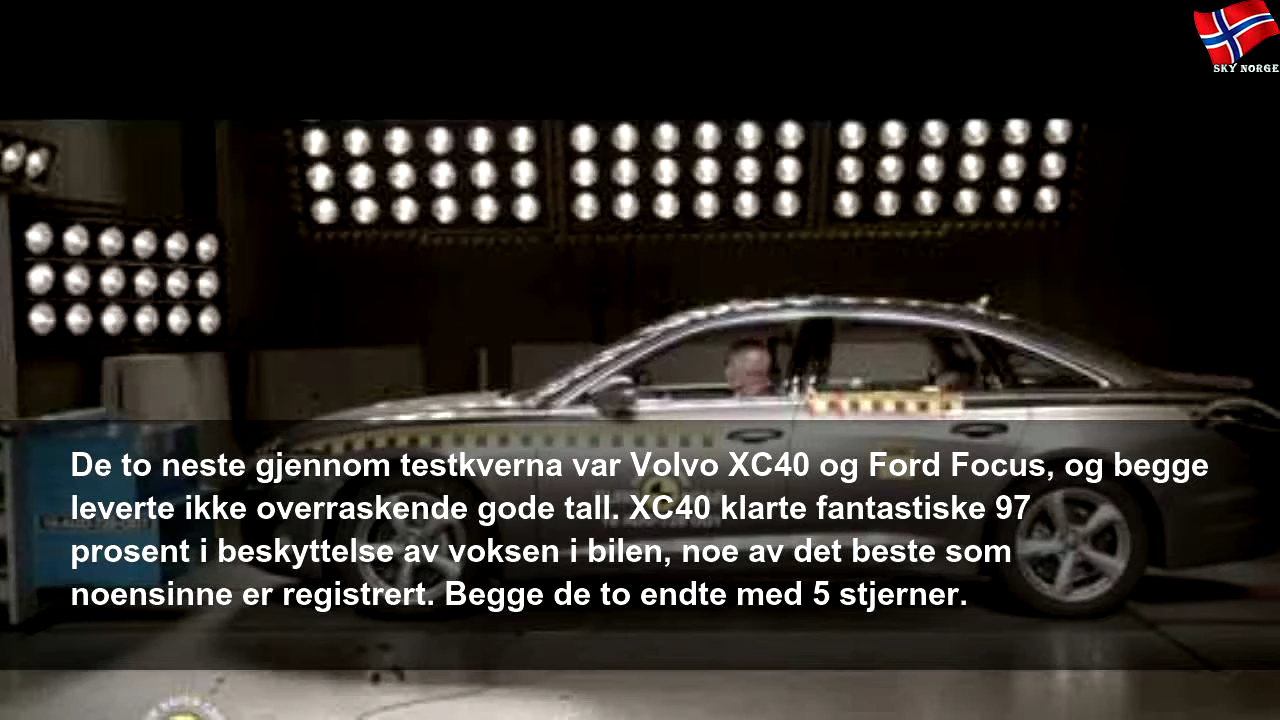 SKY NORGE
De to neste gjennom testkverna var Volvo XC40 og Ford Focus, og begge
leverte ikke overraskende gode tall. XC40 klarte fantastiske 97
prosent i beskyttelse av voksen i bilen, noe av det beste som
noensinne er registrert. Begge de to endte med 5 stjerner.